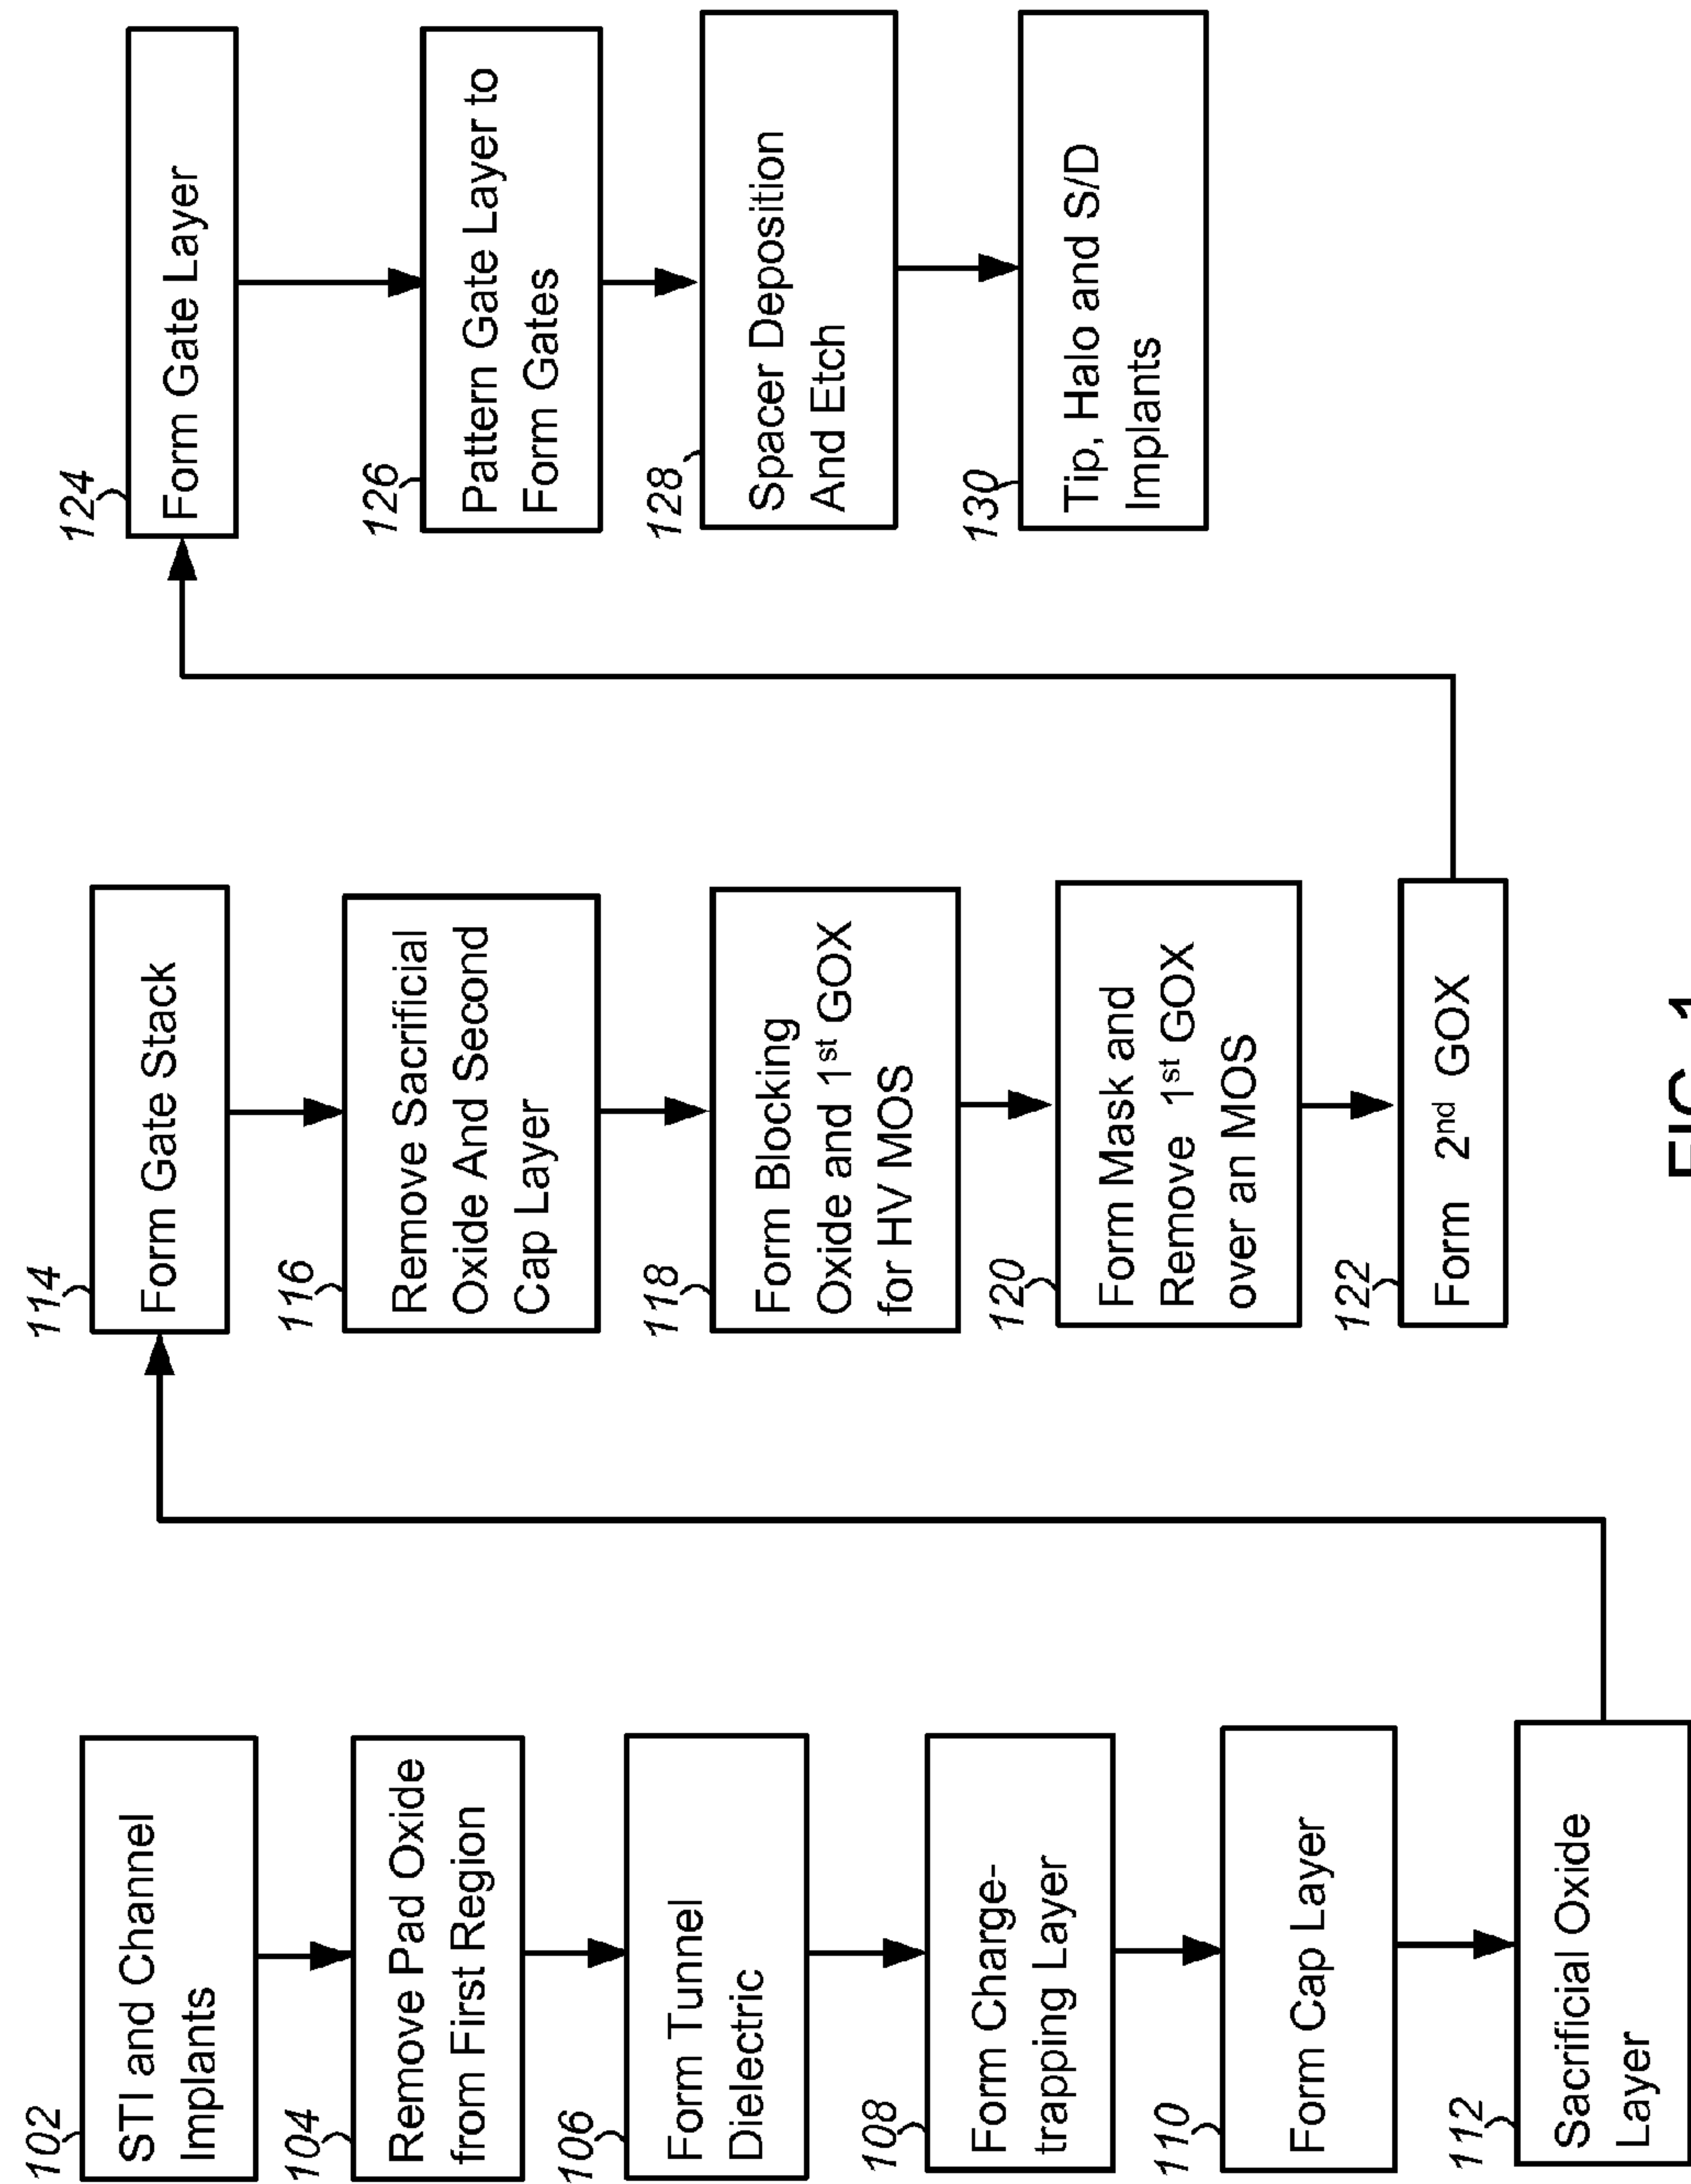 102
STI and Channel
Implants
104
Remove Pad Oxide
from First Region
106
Form Tunnel
Dielectric
108
Form Charge-
trapping Layer
110
Form Cap Layer
112
Sacrificial Oxide
Layer
114
Form Gate Stack
116
Remove Sacrificial
Oxide And Second
Cap Layer
118
Form Blocking
Oxide and 1st GOX
for HV MOS
120
Form Mask and
Remove 1st GOX
over an MOS
122
Form 2nd GOX
124
Form Gate Layer
126
Pattern Gate Layer to
Form Gates
128
Spacer Deposition
And Etch
130
Tip, Halo and S/D
Implants
FIG. 1